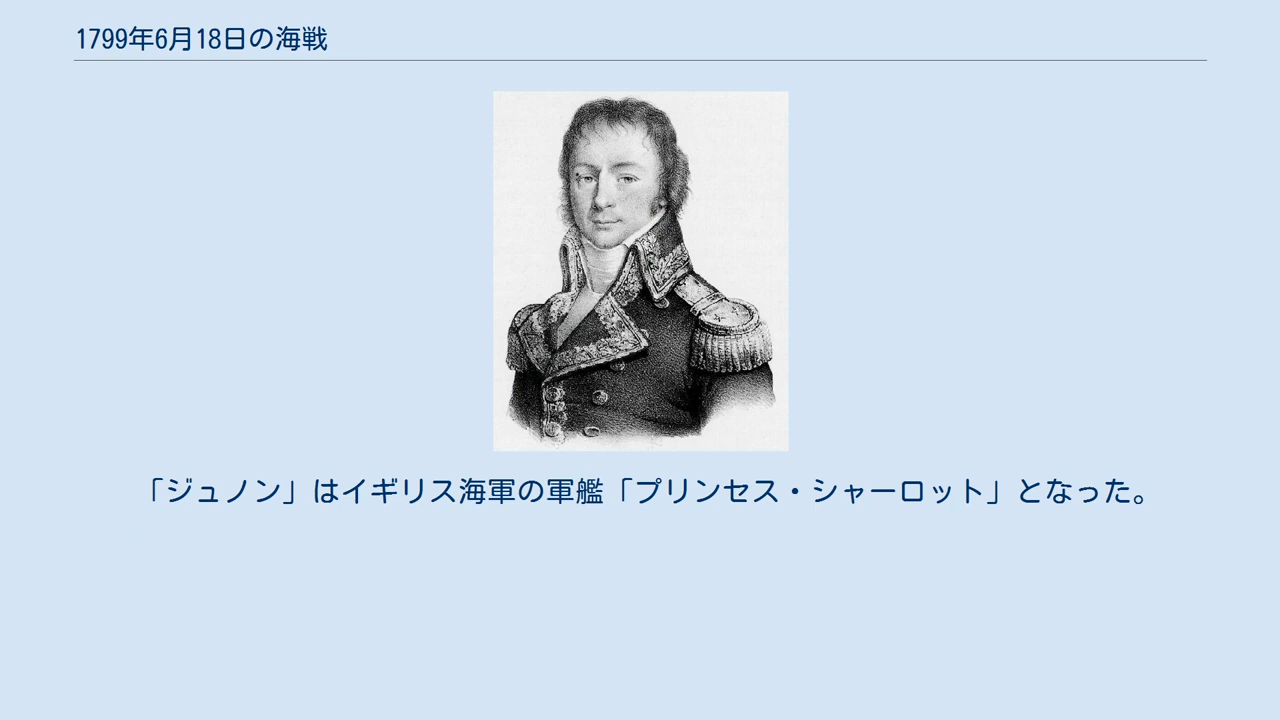 1799年6月18日の海戦
「ジュノン」はイギリス海軍の軍艦「プリンセス・シャーロット」となった。